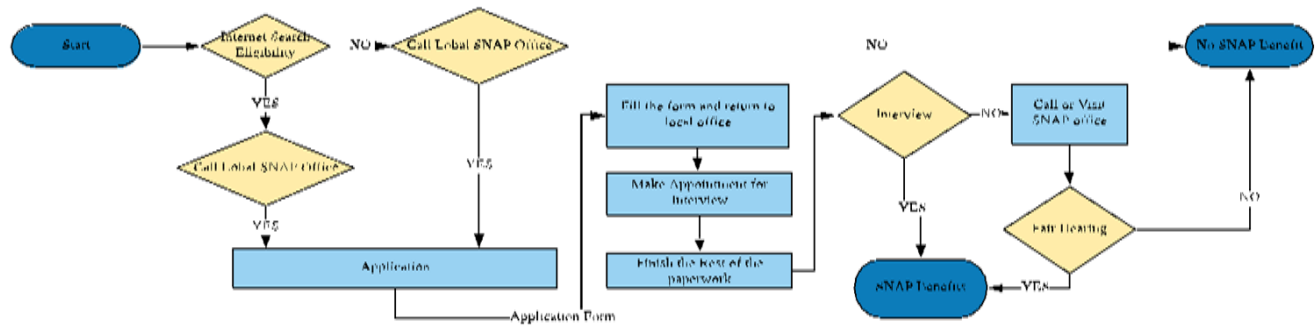 Start
Internet Search
Eligibility
NO
Call Lobal SNAP Office
NO
No SNAP Benefit
YES
Call Lobal SNAP Office
YES
YES
Application
Application Form
Fill the form and return to
local office
Make Appointment for
Interview
Finish the Rest of the
paperwork
Interview
NO
Call or Visit
SNAP office
YES
Fair Hearing
NO
YES
SNAP Benefits